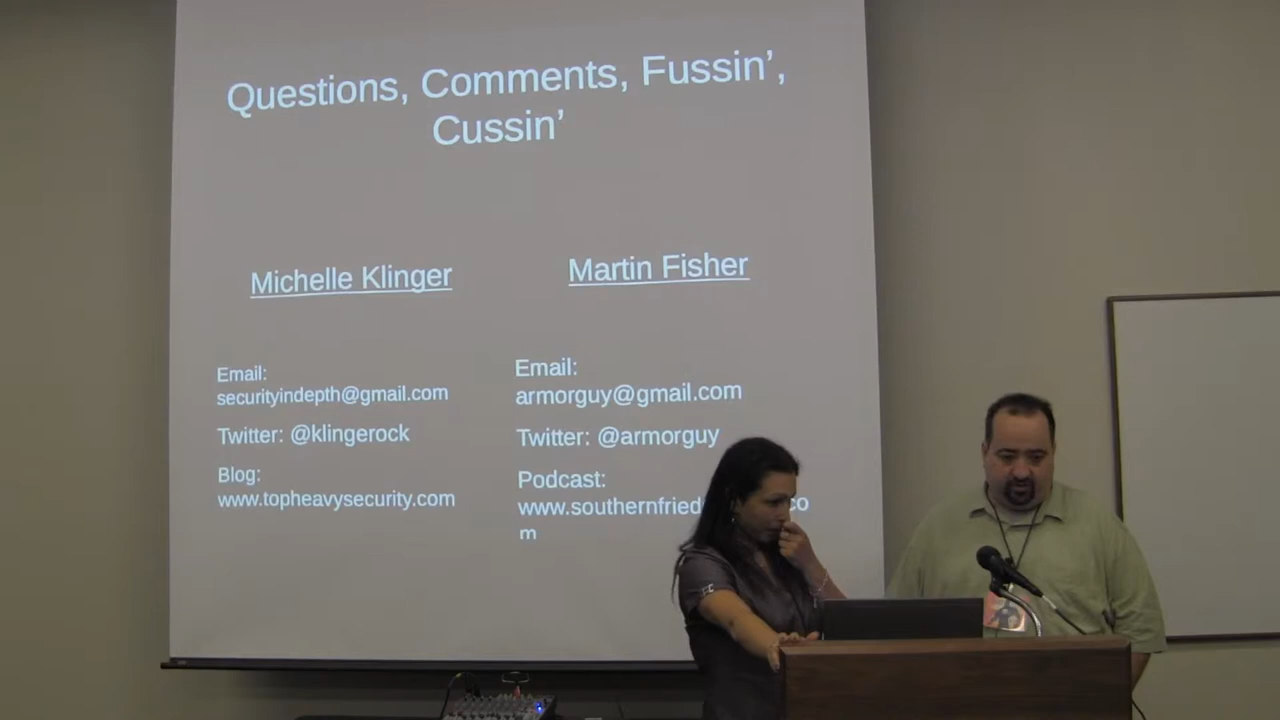 Questions, Comments, Fussin’,
Cussin’
Michelle Klinger
Email:
securityindepth@gmail.com
Twitter: @klingerock
Blog:
www.topheavysecurity.com
Martin Fisher
Email:
armorguy@gmail.com
Twitter: @armorguy
Podcast: